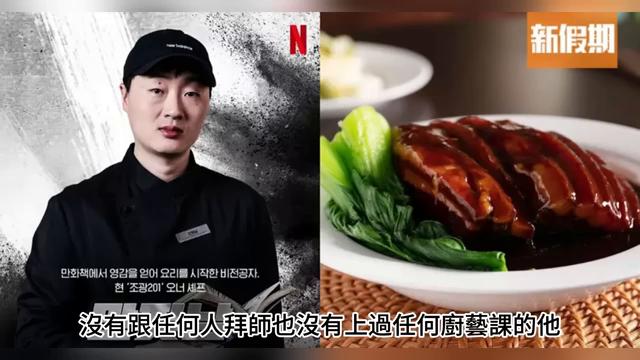 new balance
N
新假期
만화책에서 영감을 얻어 요리를 시작한 비전공자.
현 '조광201' 오너 셰프
沒有跟任何人拜師也沒有上過任何廚藝課的他